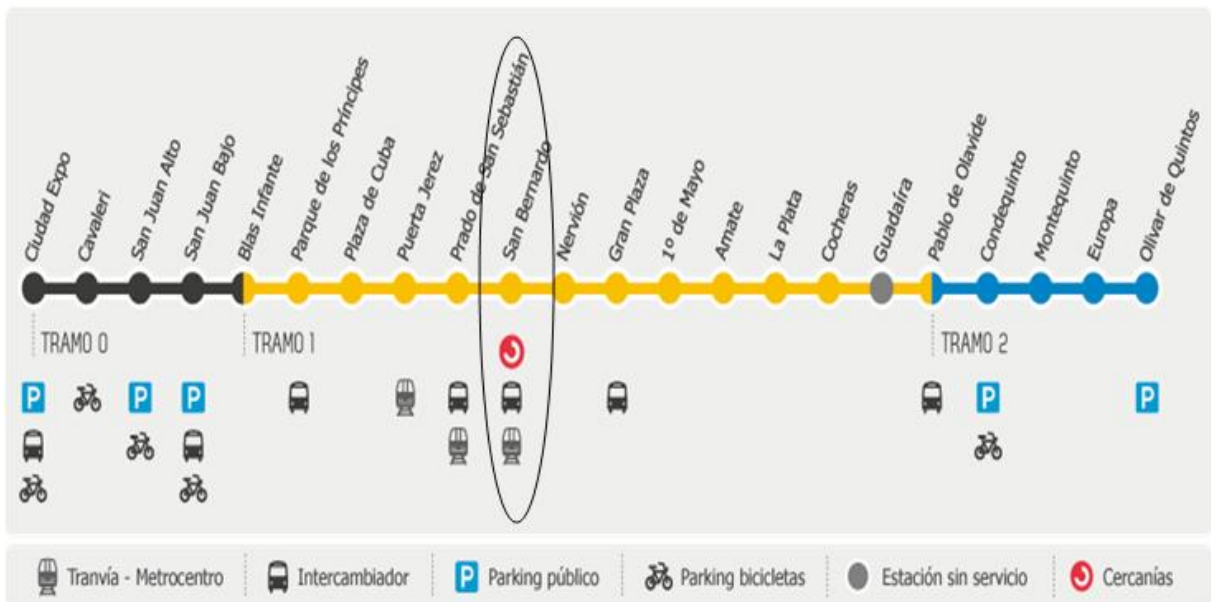 Ciudad Expo
Cavaleri
San Juan Alto
San Juan Bajo
Blas Infante
Parque de los Príncipes
Plaza de Cuba
Puerta Jerez
Prado de San Sebastián
San Bernardo
Nervión
Gran Plaza
1º de Mayo
Amate
La Plata
Cocheras
Guadaíra
Pablo de Olavide
Condequinto
Montequinto
Europa
Olivar de Quintos
TRAMO 0
TRAMO 1
TRAMO 2
P
P
P
P
P
Tranvía - Metrocentro
Intercambiador
P Parking público
Parking bicicletas
Estación sin servicio
Cercanías